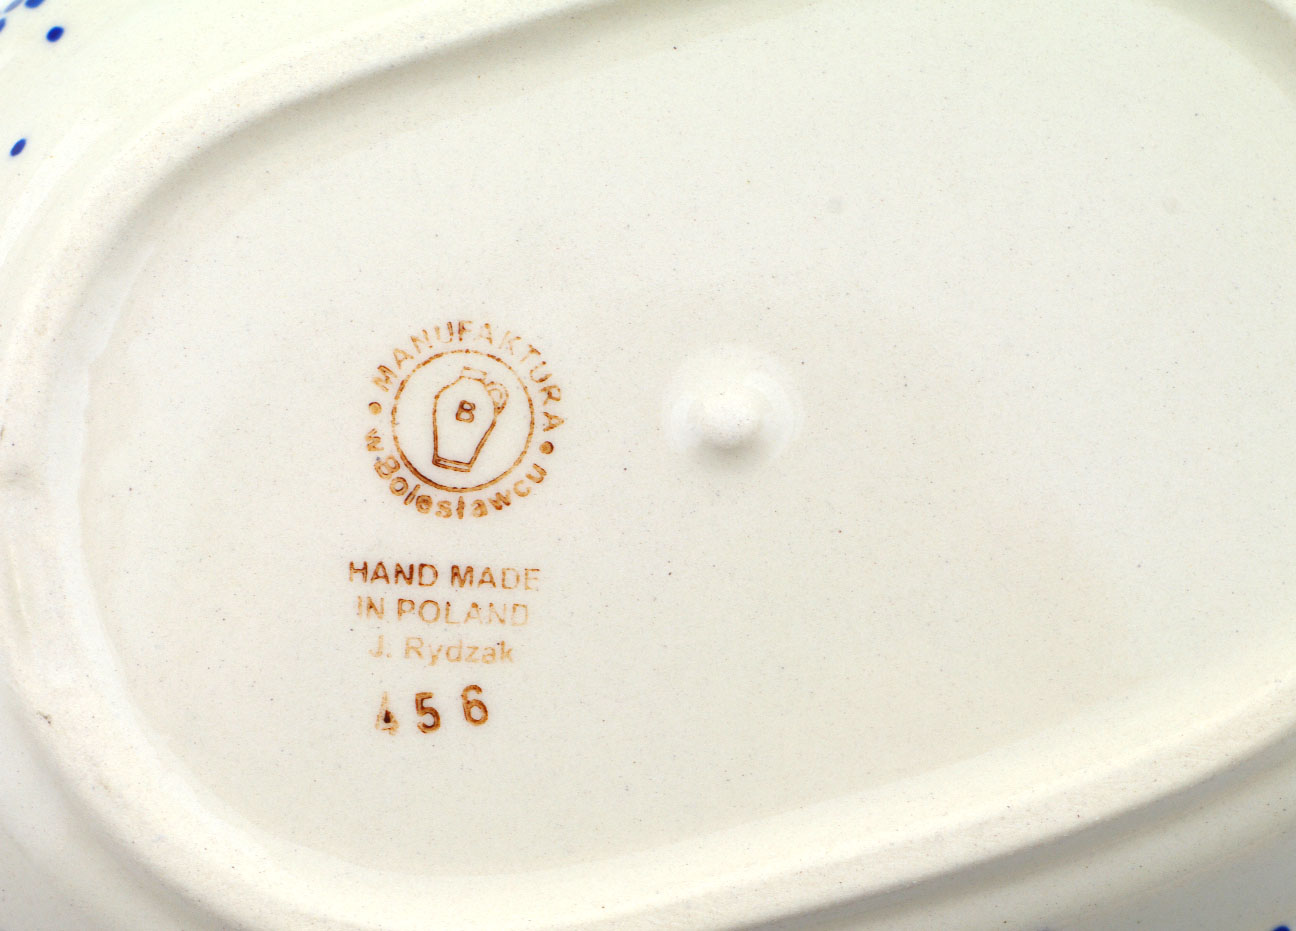 MANUFAKTURA
w Bolesławcu
B
HAND MADE
IN POLAND
J. Rydzak
456